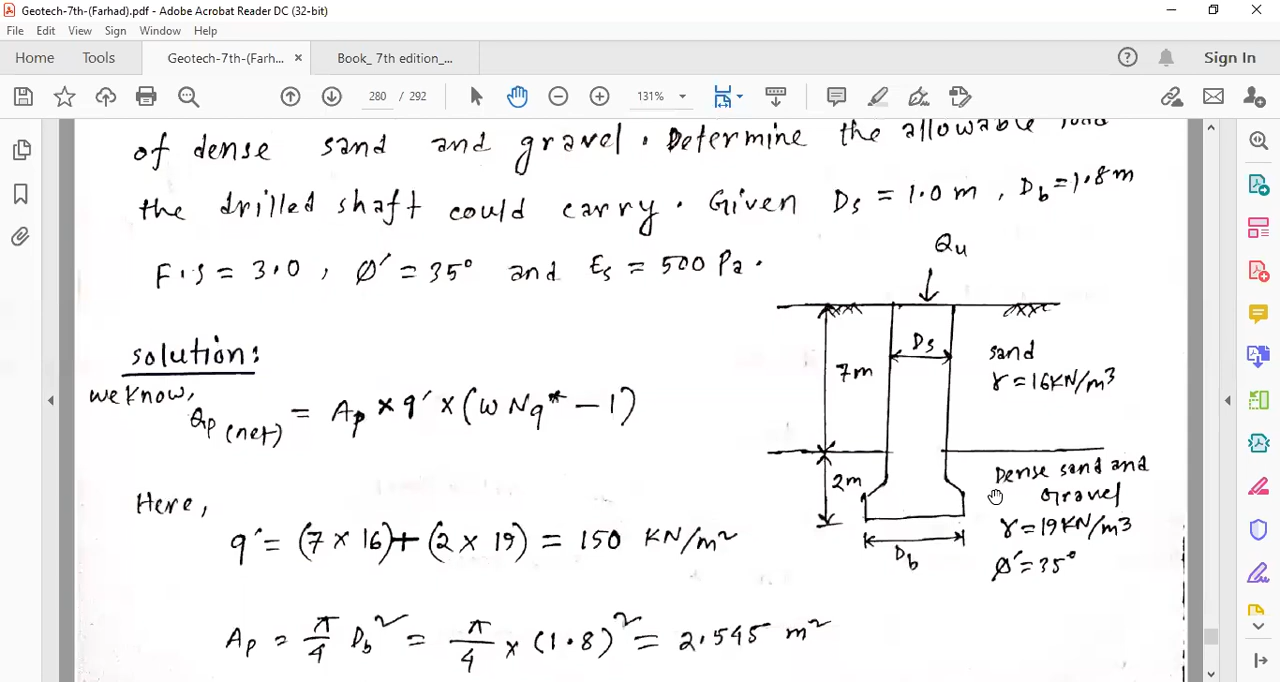 Geotech-7th-(Farhad).pdf - Adobe Acrobat Reader DC (32-bit)
File Edit View Sign Window Help
Home Tools Geotech-7th-(Farh... × Book_ 7th edition_... Sign In
280 / 292 131%
of dense sand and gravel. Determine the allowable load
the drilled shaft could carry. Given Ds = 1.0 m, Db = 1.8 m
F.S = 3.0, Ø' = 35° and Es = 500 Pa.
Qu
solution:
we know,
Qp (net) = Ap × q' × (ω Nq* - 1)
Ds
7m
sand
γ = 16 KN/m³
2m
Dense sand and
Gravel
γ = 19 KN/m³
Ø' = 35°
Db
Here,
q' = (7 × 16) + (2 × 19) = 150 KN/m²
Ap = π/4 Db² = π/4 × (1.8)² = 2.545 m²